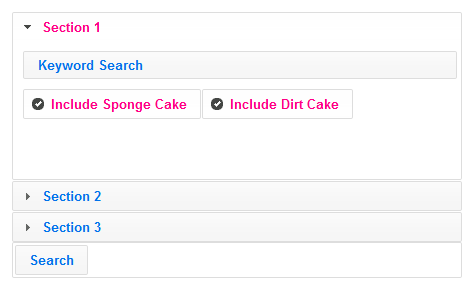 Section 1
Keyword Search
Include Sponge Cake Include Dirt Cake
Section 2
Section 3
Search